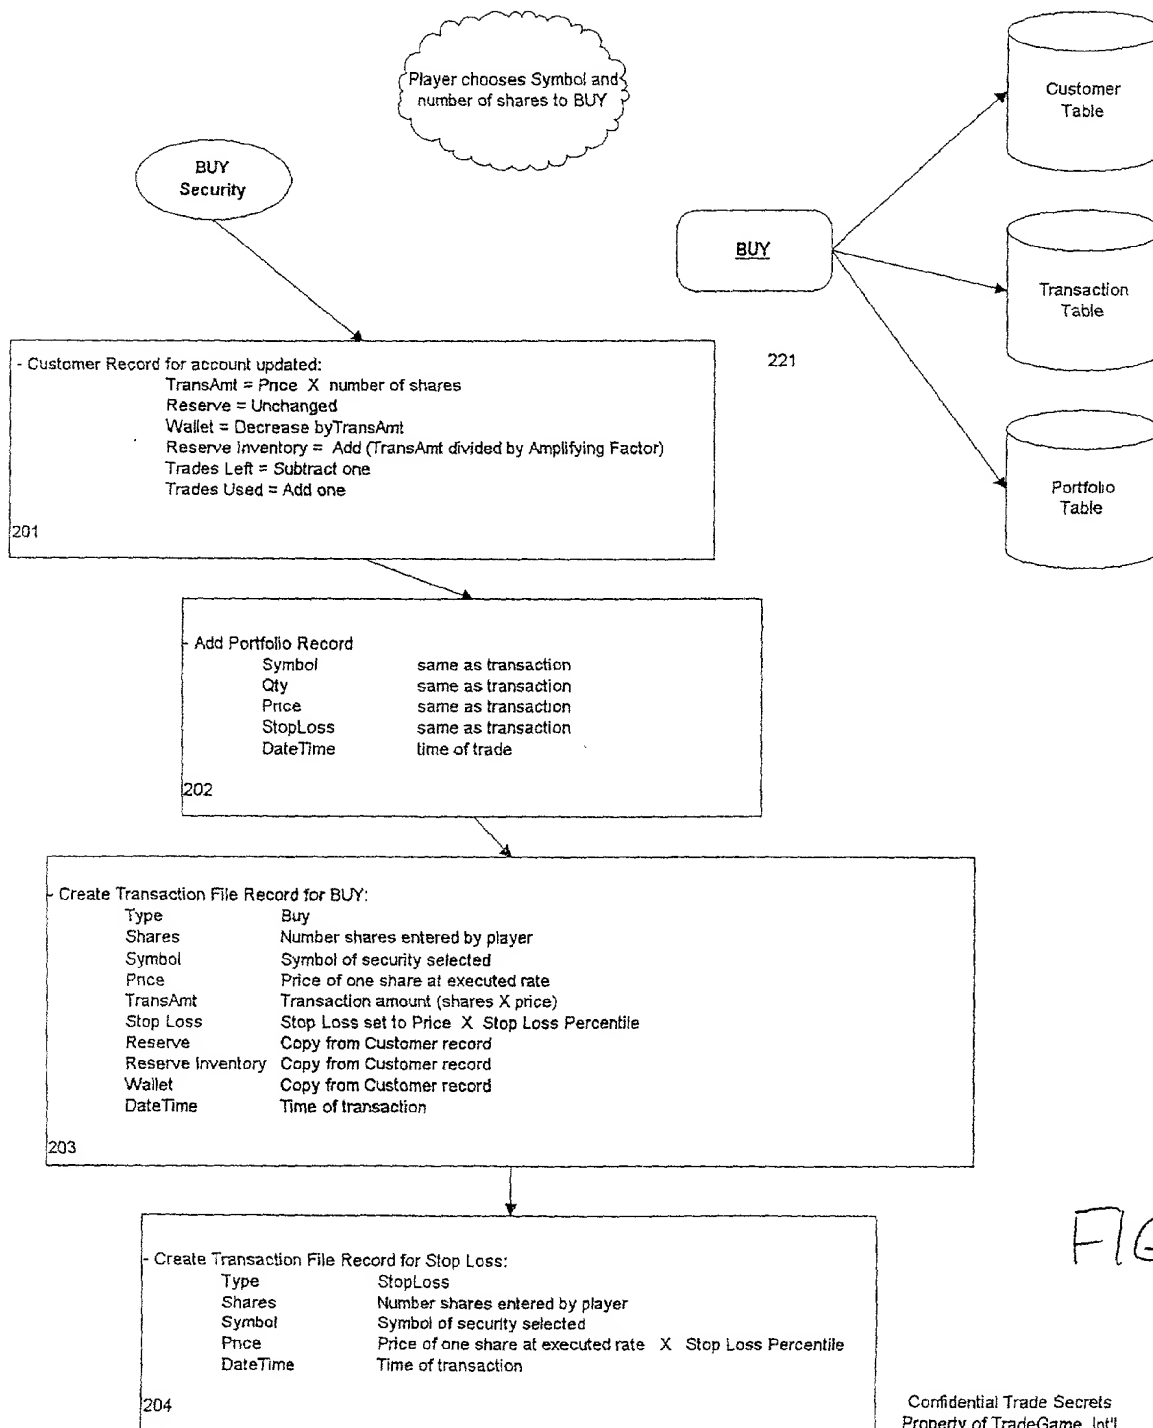 Player chooses Symbol and
number of shares to BUY
Customer
Table
BUY
Security
BUY
Transaction
Table
221
Portfolio
Table
- Customer Record for account updated:
TransAmt = Price X number of shares
Reserve = Unchanged
Wallet = Decrease byTransAmt
Reserve Inventory = Add (TransAmt divided by Amplifying Factor)
Trades Left = Subtract one
Trades Used = Add one
201
- Add Portfolio Record
Symbol same as transaction
Qty same as transaction
Price same as transaction
StopLoss same as transaction
DateTime time of trade
202
- Create Transaction File Record for BUY:
Type Buy
Shares Number shares entered by player
Symbol Symbol of security selected
Price Price of one share at executed rate
TransAmt Transaction amount (shares X price)
Stop Loss Stop Loss set to Price X Stop Loss Percentile
Reserve Copy from Customer record
Reserve Inventory Copy from Customer record
Wallet Copy from Customer record
DateTime Time of transaction
203
- Create Transaction File Record for Stop Loss:
Type StopLoss
Shares Number shares entered by player
Symbol Symbol of security selected
Price Price of one share at executed rate X Stop Loss Percentile
DateTime Time of transaction
204
FIG
Confidential Trade Secrets
Property of TradeGame, Int'l